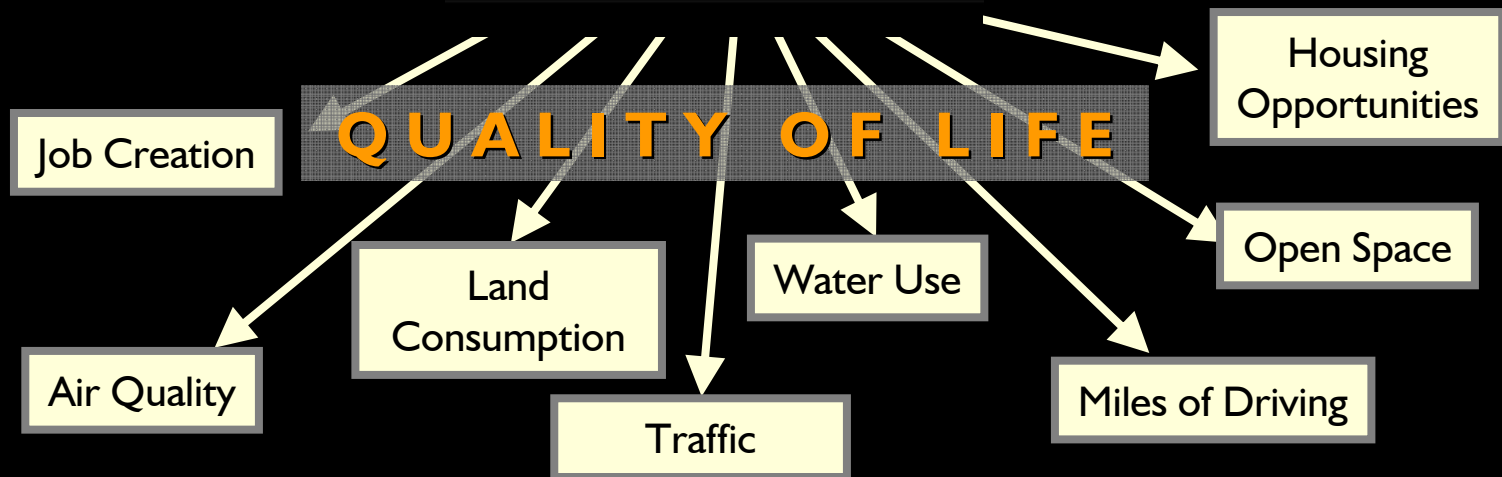 Housing
Opportunities
QUALITY OF LIFE
Job Creation
Open Space
Water Use
Land
Consumption
Air Quality
Miles of Driving
Traffic